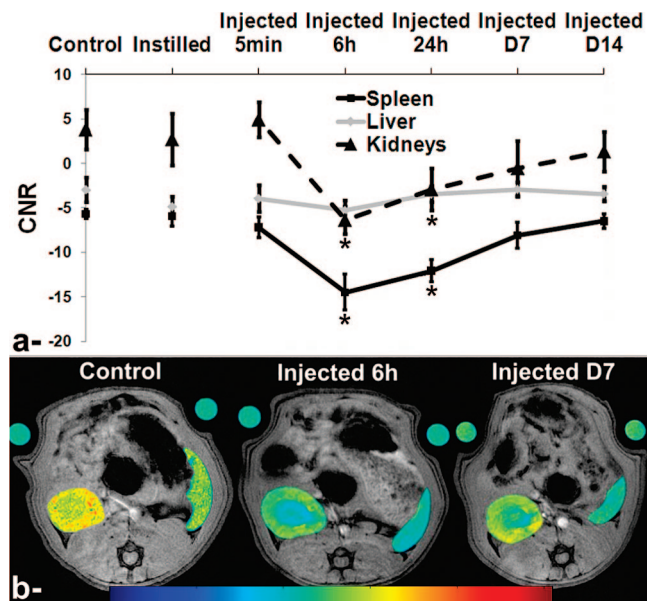 Injected Injected Injected Injected Injected
Control Instilled 5min 6h 24h D7 D14
10
5
0
-5
-10
-15
-20
CNR
Spleen
Liver
Kidneys
*
*
*
*
a-
Control Injected 6h Injected D7
b-